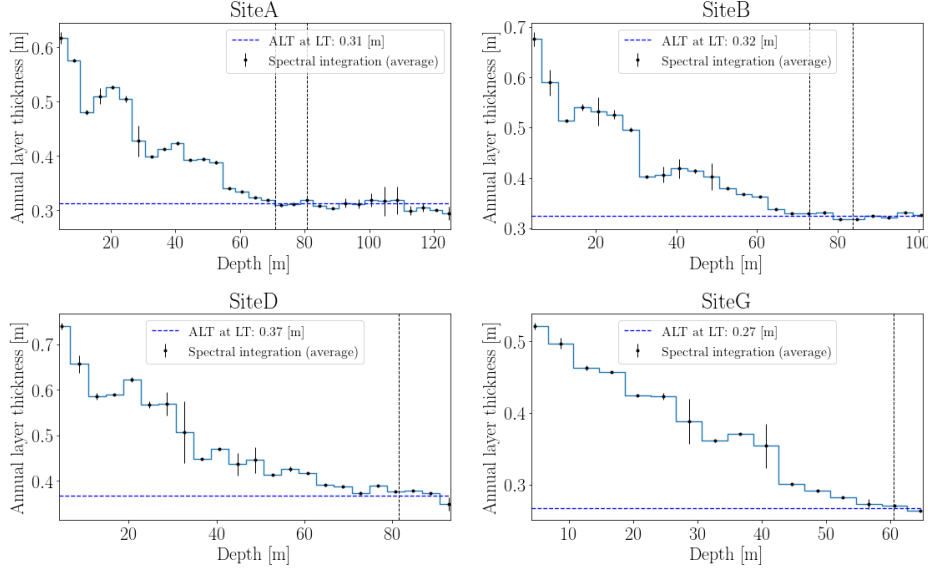 SiteA
Annual layer thickness [m]
0.6
0.5
0.4
0.3
ALT at LT: 0.31 [m]
Spectral integration (average)
20
40
60
80
100
120
Depth [m]
SiteB
Annual layer thickness [m]
0.7
0.6
0.5
0.4
0.3
ALT at LT: 0.32 [m]
Spectral integration (average)
20
40
60
80
100
Depth [m]
SiteD
Annual layer thickness [m]
0.7
0.6
0.5
0.4
ALT at LT: 0.37 [m]
Spectral integration (average)
20
40
60
80
Depth [m]
SiteG
Annual layer thickness [m]
0.5
0.4
0.3
ALT at LT: 0.27 [m]
Spectral integration (average)
10
20
30
40
50
60
Depth [m]